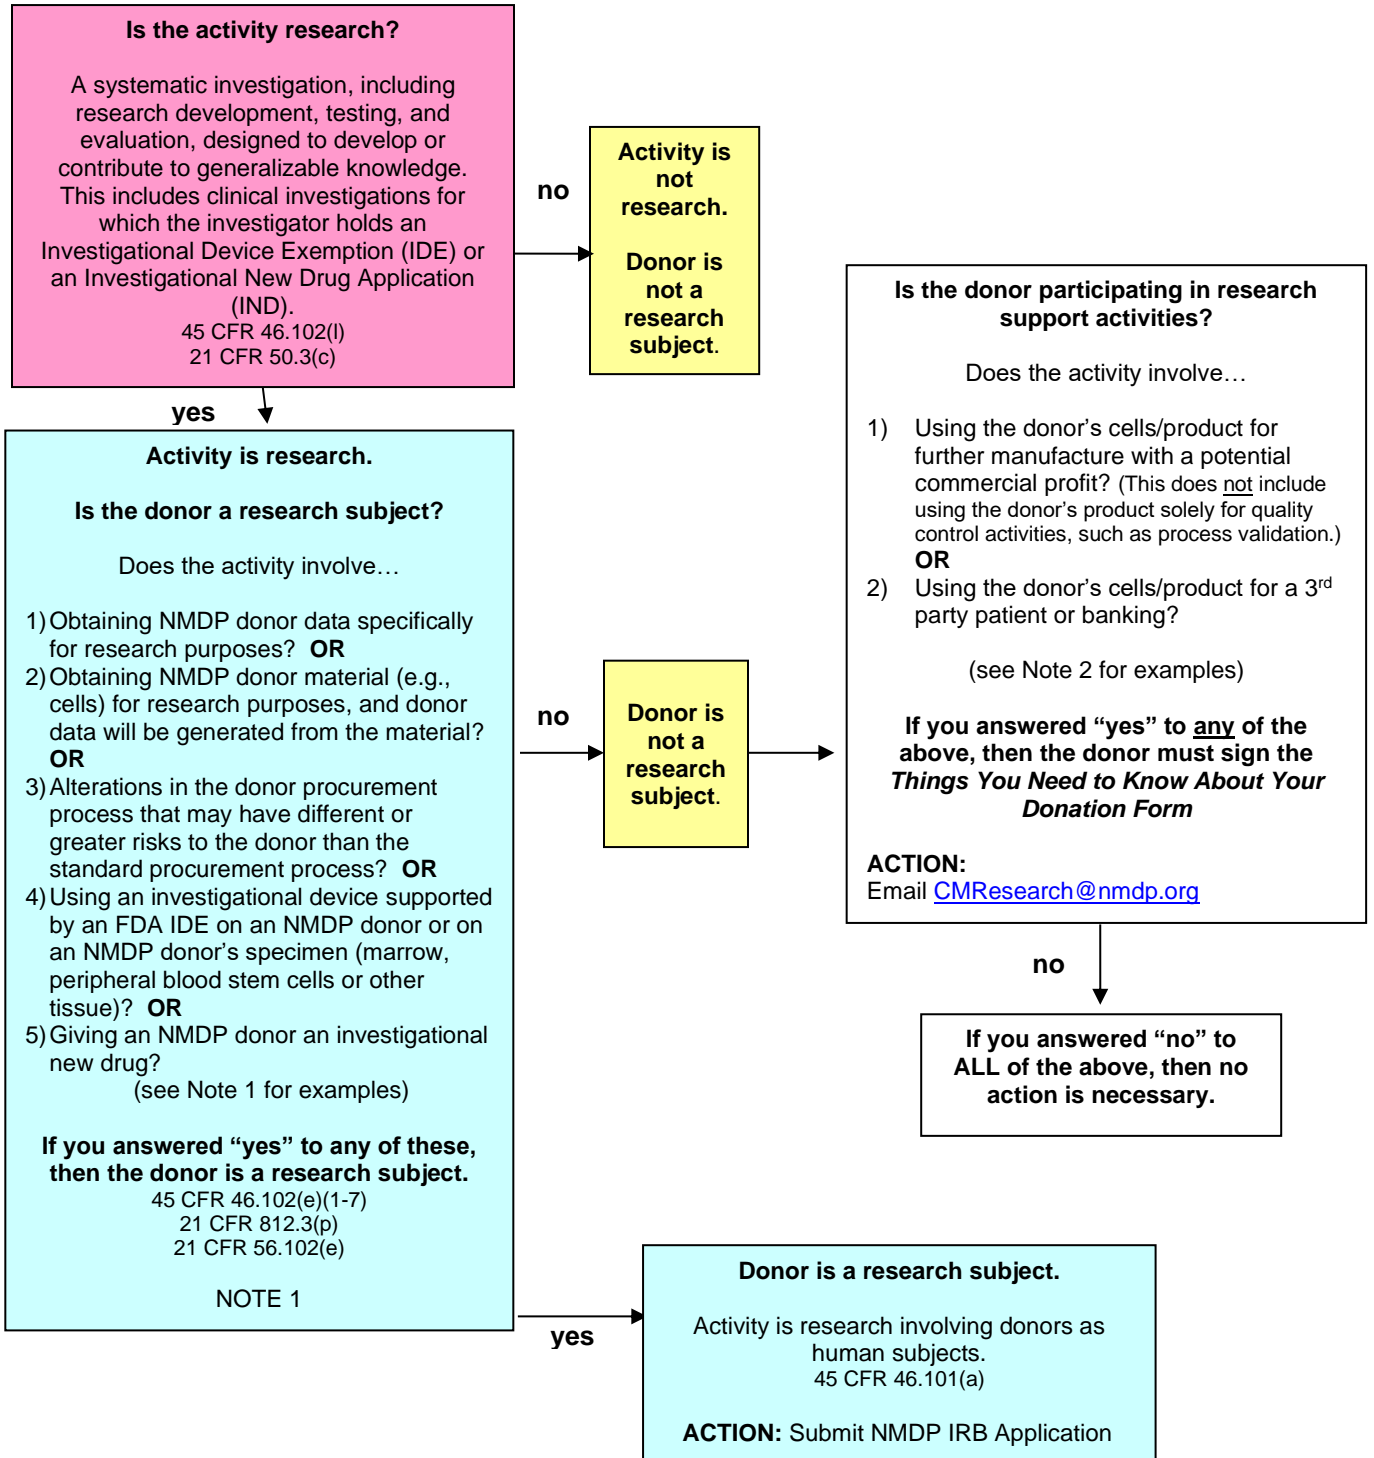 Is the activity research?
A systematic investigation, including
research development, testing, and
evaluation, designed to develop or
contribute to generalizable knowledge.
This includes clinical investigations for
which the investigator holds an
Investigational Device Exemption (IDE) or
an Investigational New Drug Application
(IND).
45 CFR 46.102(l)
21 CFR 50.3(c)
no
Activity is
not
research.
Donor is
not a
research
subject.
yes
Activity is research.
Is the donor a research subject?
Does the activity involve…
1) Obtaining NMDP donor data specifically
for research purposes? OR
2) Obtaining NMDP donor material (e.g.,
cells) for research purposes, and donor
data will be generated from the material?
OR
3) Alterations in the donor procurement
process that may have different or
greater risks to the donor than the
standard procurement process? OR
4) Using an investigational device supported
by an FDA IDE on an NMDP donor or on
an NMDP donor’s specimen (marrow,
peripheral blood stem cells or other
tissue)? OR
5) Giving an NMDP donor an investigational
new drug?
(see Note 1 for examples)
If you answered “yes” to any of these,
then the donor is a research subject.
45 CFR 46.102(e)(1-7)
21 CFR 812.3(p)
21 CFR 56.102(e)
NOTE 1
no
Donor is
not a
research
subject.
Is the donor participating in research
support activities?
Does the activity involve…
1) Using the donor’s cells/product for
further manufacture with a potential
commercial profit? (This does not include
using the donor’s product solely for quality
control activities, such as process validation.)
OR
2) Using the donor’s cells/product for a 3rd
party patient or banking?
(see Note 2 for examples)
If you answered “yes” to any of the
above, then the donor must sign the
Things You Need to Know About Your
Donation Form
ACTION:
Email CMResearch@nmdp.org
no
If you answered “no” to
ALL of the above, then no
action is necessary.
yes
Donor is a research subject.
Activity is research involving donors as
human subjects.
45 CFR 46.101(a)
ACTION: Submit NMDP IRB Application